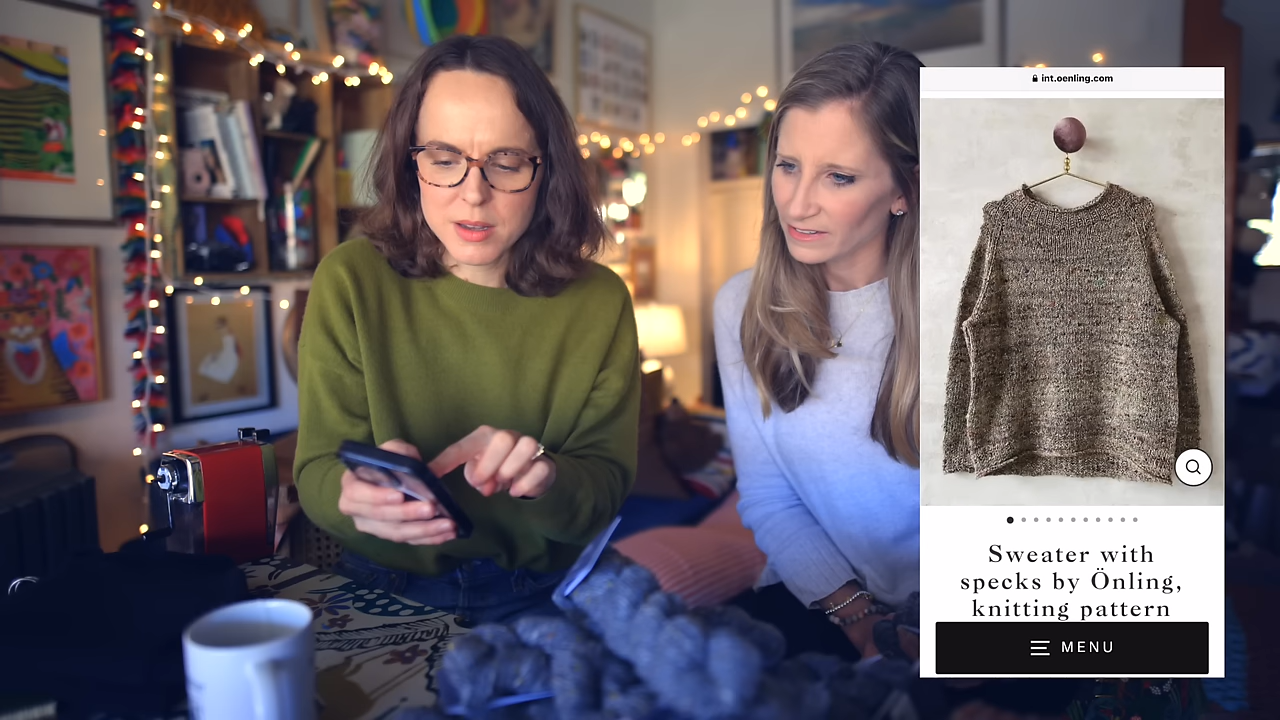 int.oenling.com
Sweater with
specks by Önling,
knitting pattern
MENU